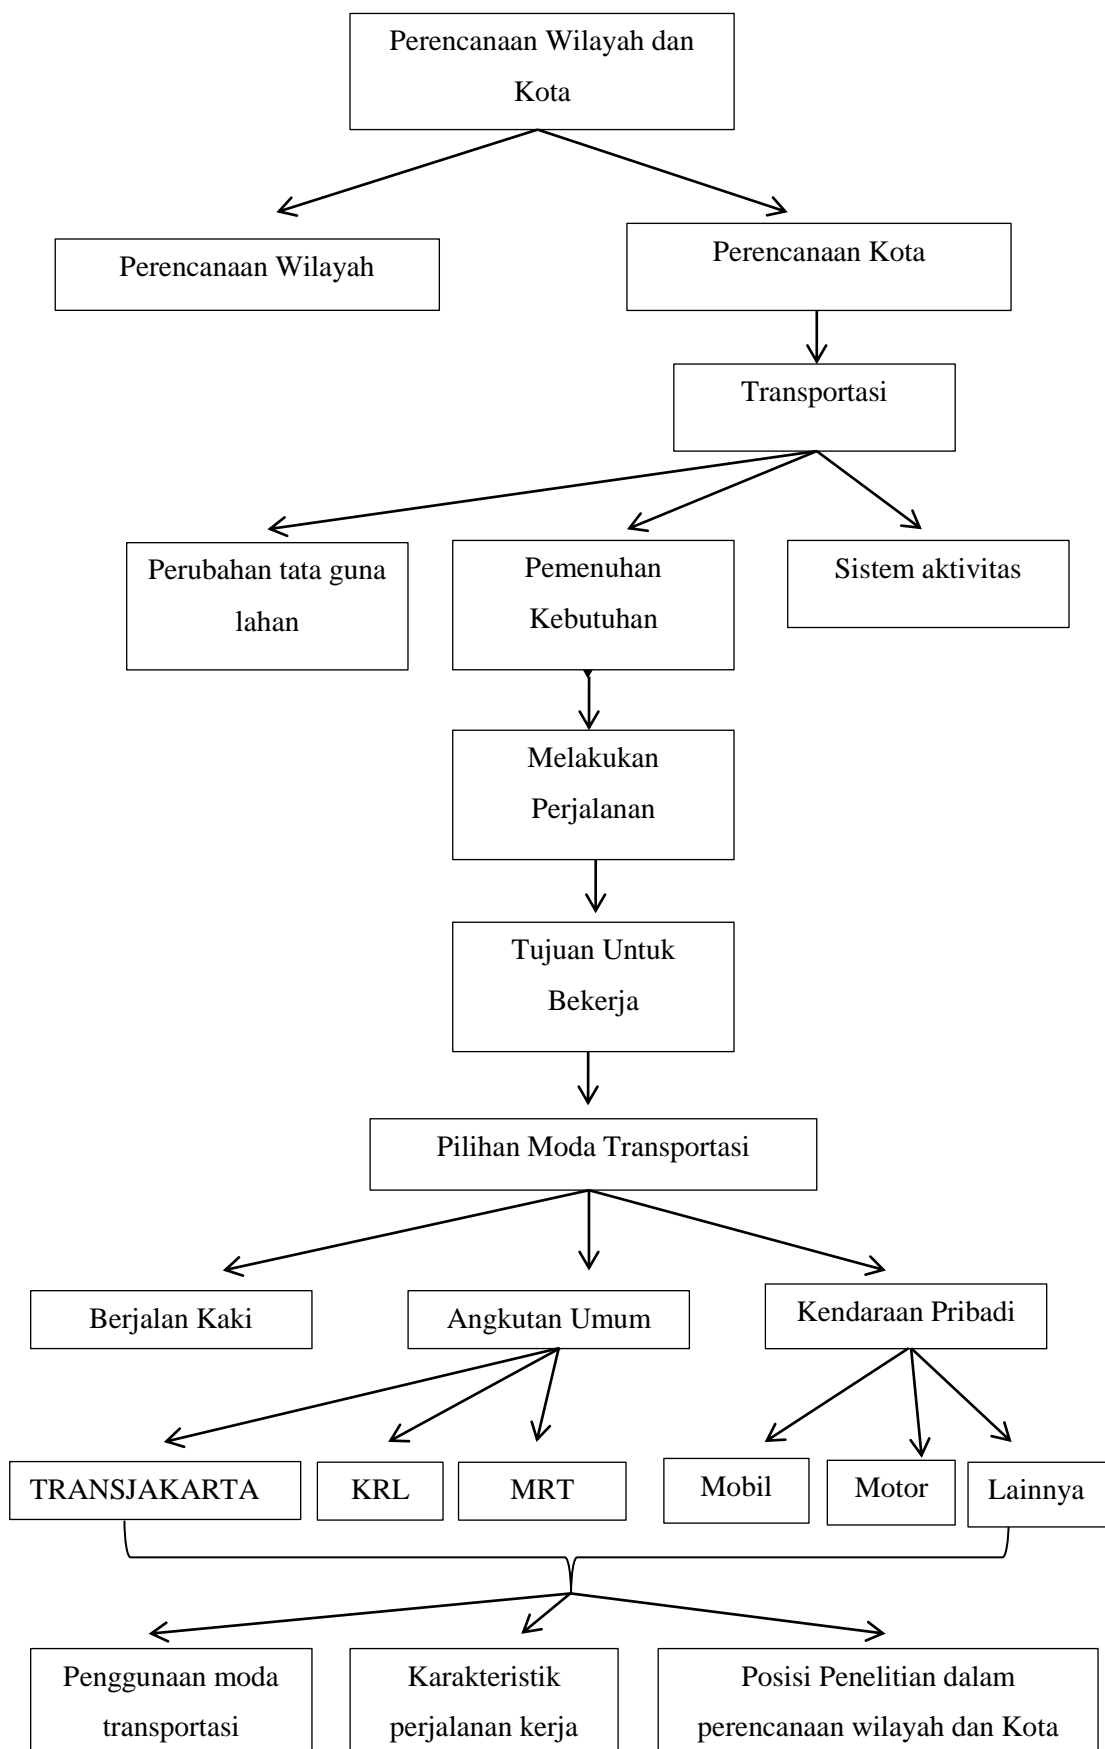 Perencanaan Wilayah dan
Kota
Perencanaan Wilayah
Perencanaan Kota
Transportasi
Perubahan tata guna
lahan
Pemenuhan
Kebutuhan
Sistem aktivitas
Melakukan
Perjalanan
Tujuan Untuk
Bekerja
Pilihan Moda Transportasi
Berjalan Kaki
Angkutan Umum
Kendaraan Pribadi
TRANSJAKARTA
KRL
MRT
Mobil
Motor
Lainnya
Penggunaan moda
transportasi
Karakteristik
perjalanan kerja
Posisi Penelitian dalam
perencanaan wilayah dan Kota